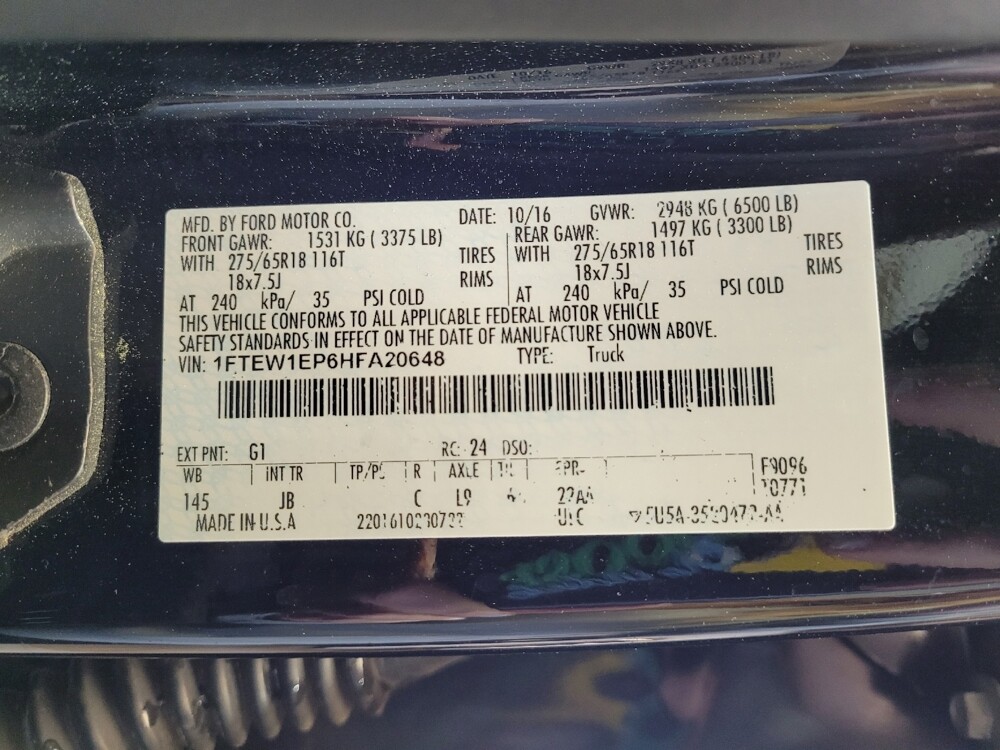 MFD. BY FORD MOTOR CO. DATE: 10/16 GVWR: 2948 KG ( 6500 LB)
FRONT GAWR: 1531 KG ( 3375 LB) REAR GAWR: 1497 KG ( 3300 LB)
WITH 275/65R18 116T TIRES WITH 275/65R18 116T TIRES
18x7.5J RIMS 18x7.5J RIMS
AT 240 kPa/ 35 PSI COLD AT 240 kPa/ 35 PSI COLD
THIS VEHICLE CONFORMS TO ALL APPLICABLE FEDERAL MOTOR VEHICLE
SAFETY STANDARDS IN EFFECT ON THE DATE OF MANUFACTURE SHOWN ABOVE.
VIN: 1FTEW1EP6HFA20648 TYPE: Truck
EXT PNT: G1 RC: 24 DSO:
WB INT TR R AXLE F9096
145 JB C L9
MADE IN U.S.A